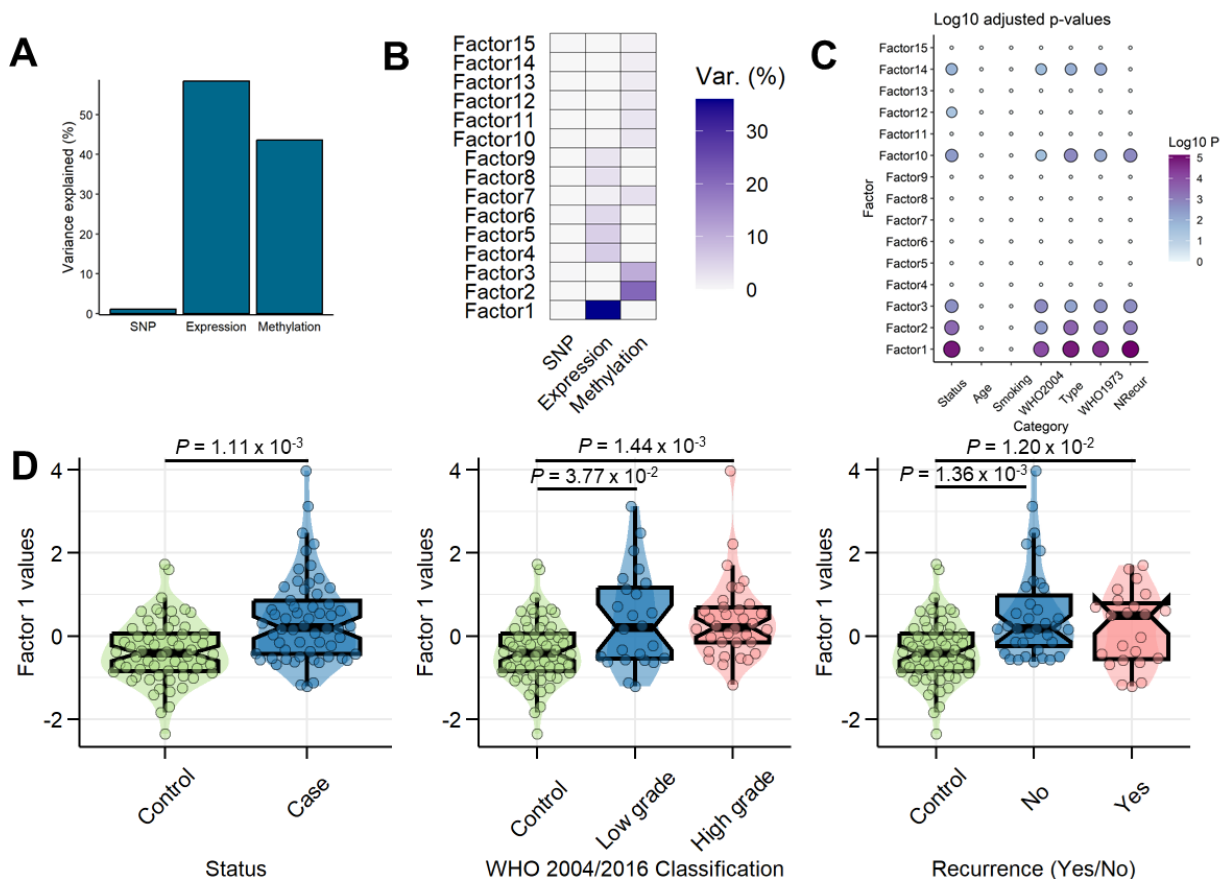 A
Variance explained (%)
50
40
30
20
10
0
SNP
Expression
Methylation
B
Factor15
Factor14
Factor13
Factor12
Factor11
Factor10
Factor9
Factor8
Factor7
Factor6
Factor5
Factor4
Factor3
Factor2
Factor1
SNP
Expression
Methylation
Var. (%)
30
20
10
0
C
Log10 adjusted p-values
Factor
Factor15
Factor14
Factor13
Factor12
Factor11
Factor10
Factor9
Factor8
Factor7
Factor6
Factor5
Factor4
Factor3
Factor2
Factor1
Status
Age
Smoking
WHO2004
Type
WHO1973
NRecur
Category
Log10 P
5
4
3
2
1
0
D
P = 1.11 x 10-3
Factor 1 values
4
2
0
-2
Control
Case
Status
P = 1.44 x 10-3
P = 3.77 x 10-2
Factor 1 values
Control
Low grade
High grade
WHO 2004/2016 Classification
P = 1.20 x 10-2
P = 1.36 x 10-3
Factor 1 values
4
2
0
-2
Control
No
Yes
Recurrence (Yes/No)